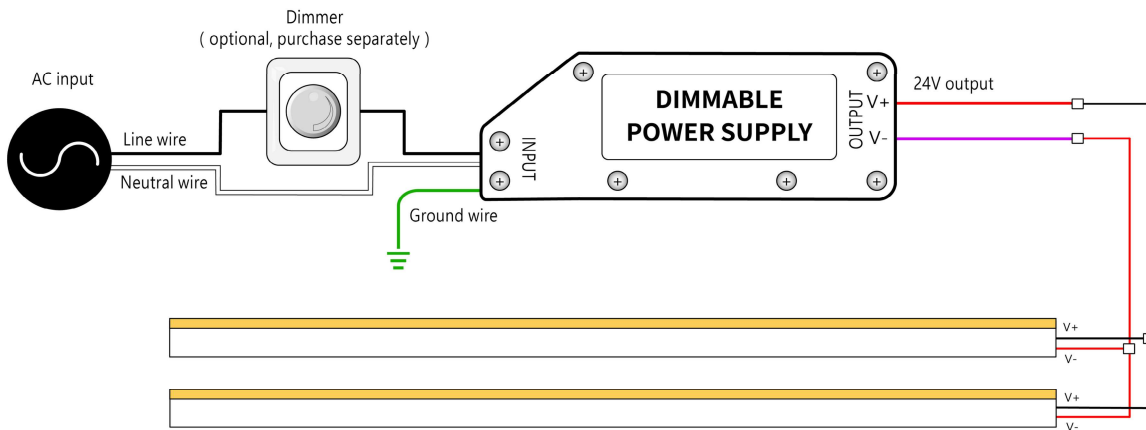 Dimmer
( optional, purchase separately )
AC input
24V output
DIMMABLE
POWER SUPPLY
OUTPUT
V+
V-
INPUT
Line wire
Neutral wire
Ground wire
V+
V-
V+
V-